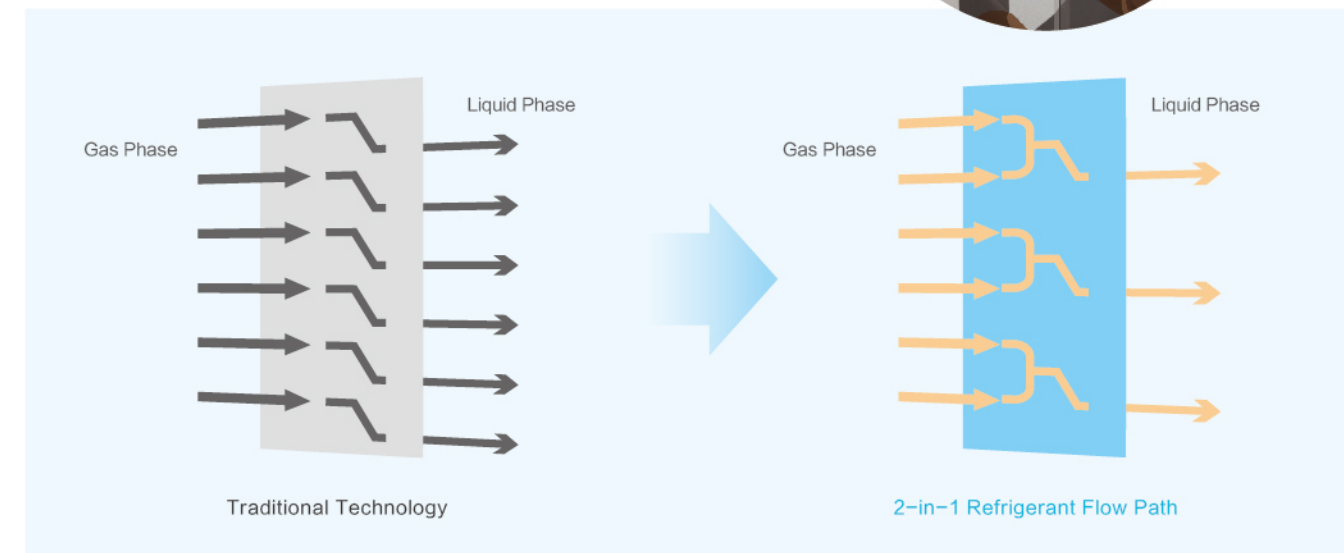 Liquid Phase
Gas Phase
Traditional Technology
Liquid Phase
Gas Phase
2-in-1 Refrigerant Flow Path